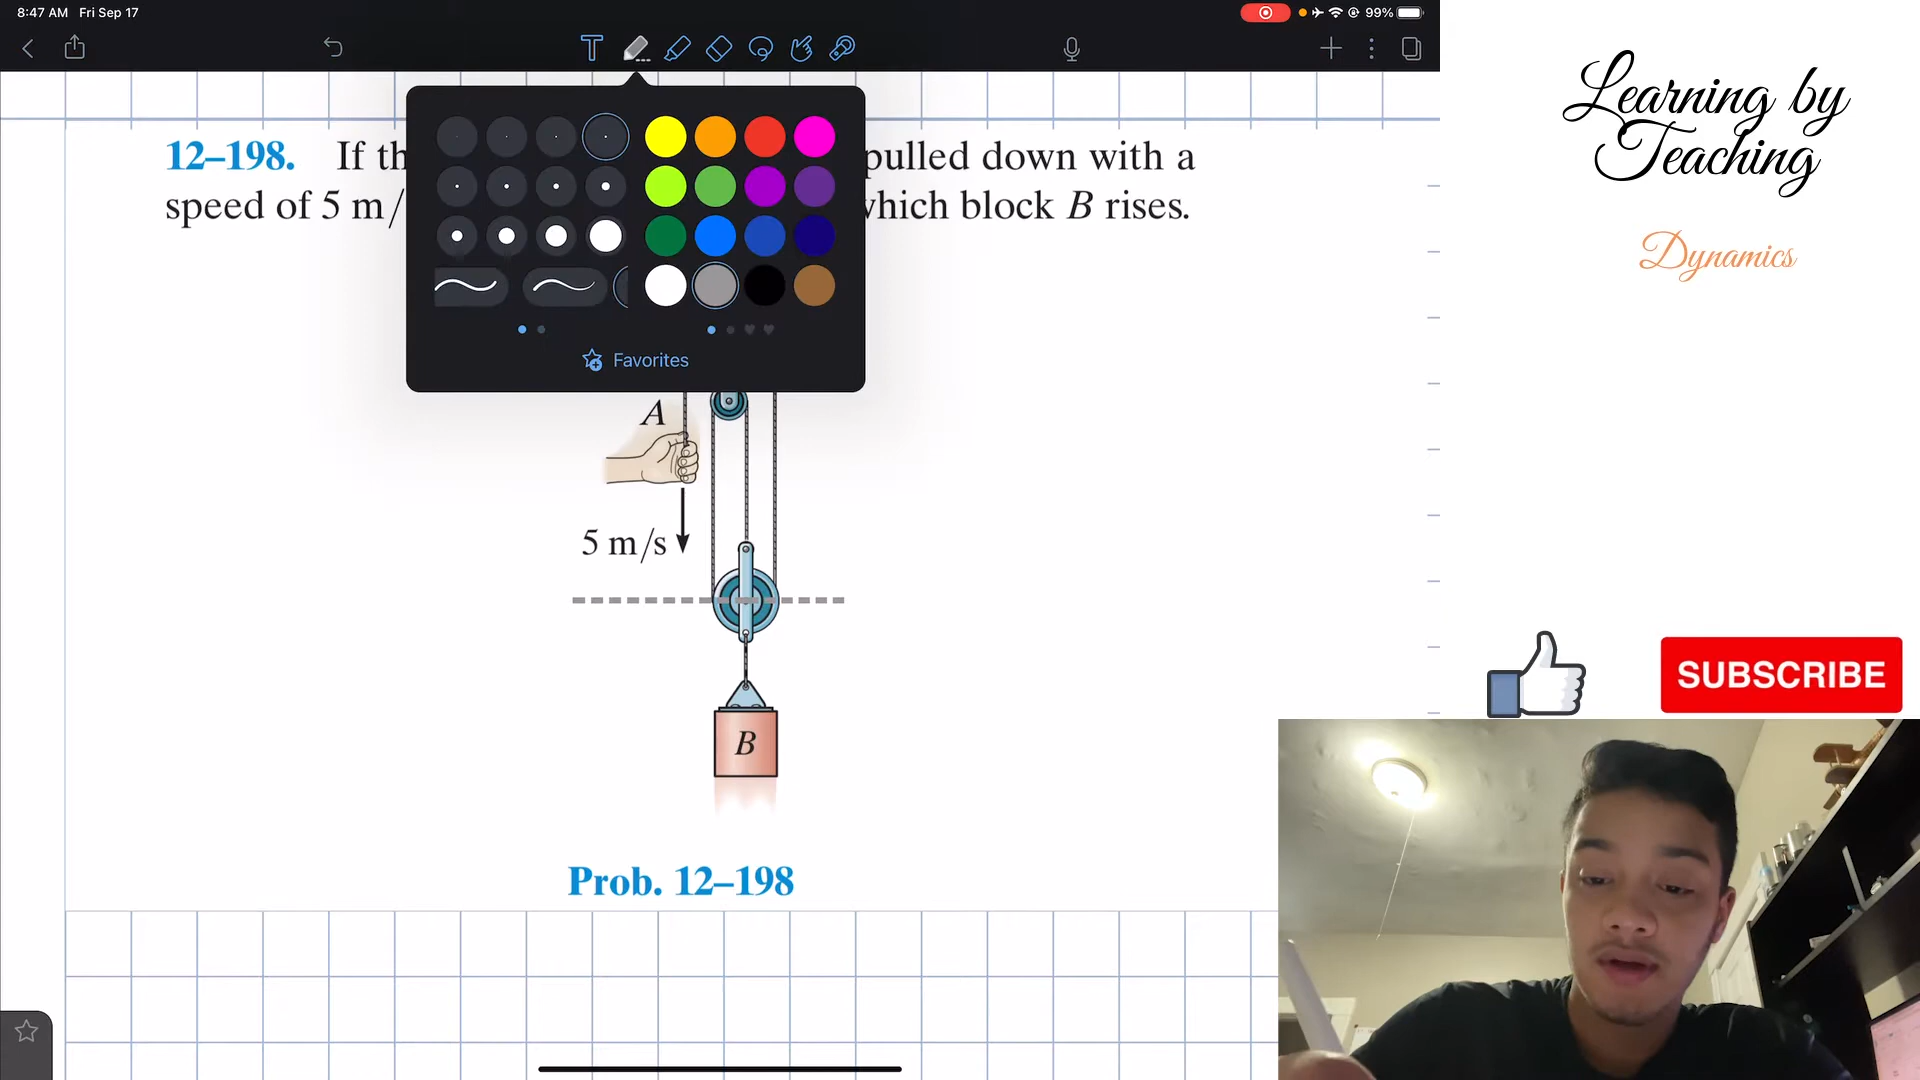 8:47 AM Fri Sep 17
99%
T
12–198. If th
pulled down with a
speed of 5 m/
which block B rises.
Favorites
A
5 m/s
B
Prob. 12–198
Learning by
Teaching
Dynamics
SUBSCRIBE